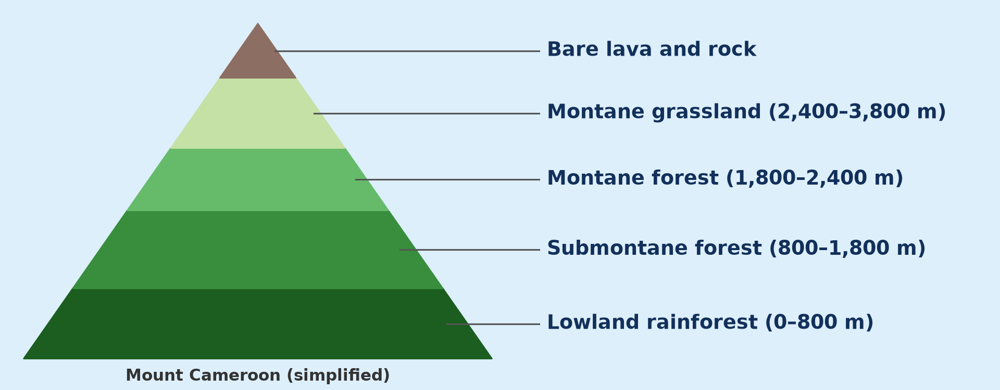 Bare lava and rock
Montane grassland (2,400–3,800 m)
Montane forest (1,800–2,400 m)
Submontane forest (800–1,800 m)
Lowland rainforest (0–800 m)
Mount Cameroon (simplified)